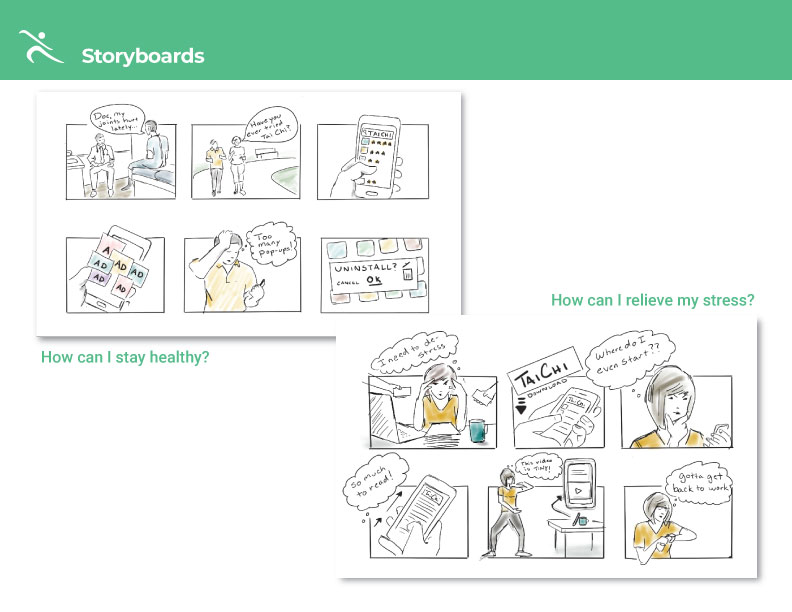 Storyboards
Doc, my
joints hurt
lately...
Have you
ever tried
Tai Chi?
TAICHI
A
AD
AD
AD
AD
AD
AD
Too
many
pop-ups!
UNINSTALL?
CANCEL OK
How can I stay healthy?
How can I relieve my stress?
I need to de-
stress
TAICHI
DOWNLOAD
TAICHI
Where do I
even start??
so much
to read!
This video
is TINY!
gotta get
back to work